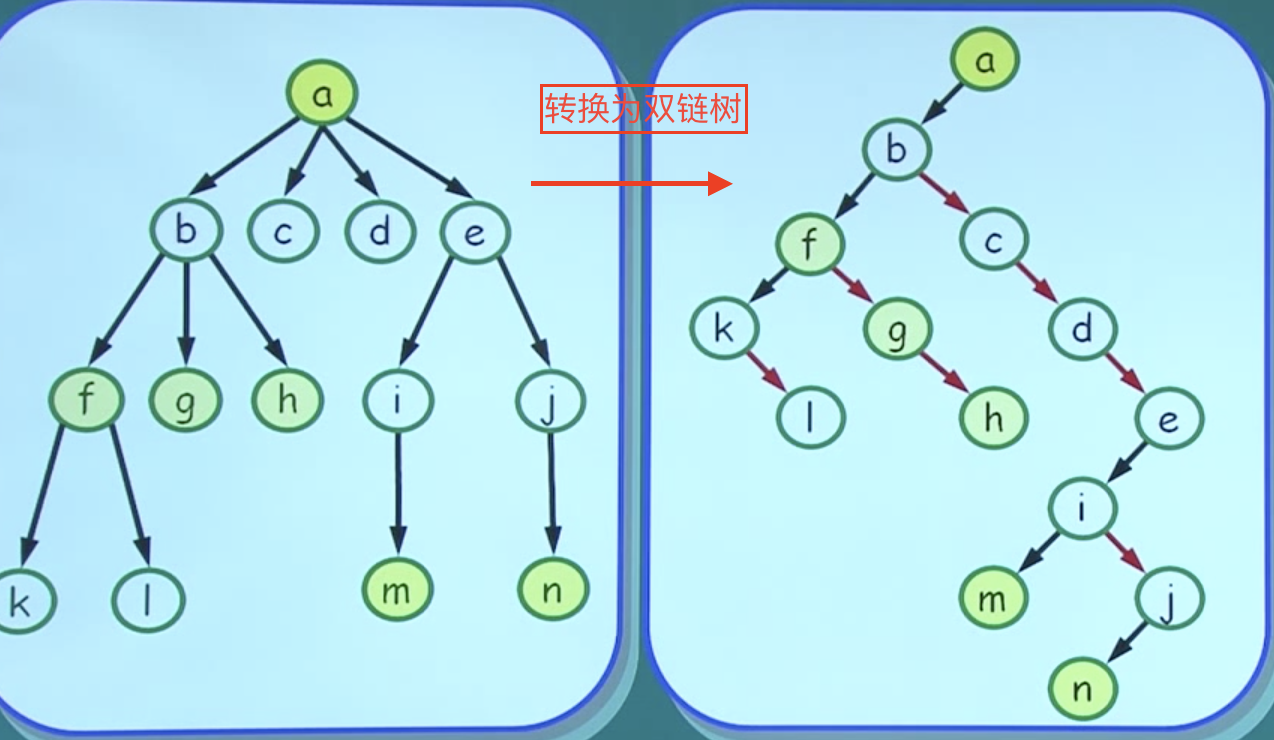 a
转换为双链树
b c d e
f g h i j
k l m n
a
b
f c
k g d
l h e
i
m j
n